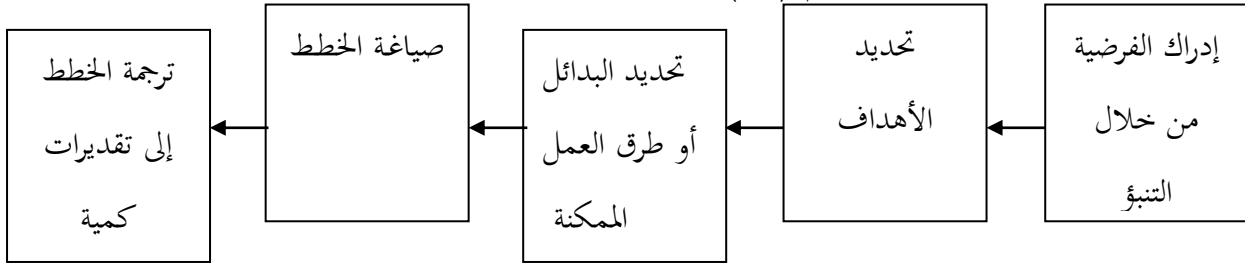 إدراك الفرضية
من خلال
التنبؤ
تحديد
الأهداف
تحديد البدائل
أو طرق العمل
الممكنة
صياغة الخطط
ترجمة الخطط
إلى تقديرات
كمية